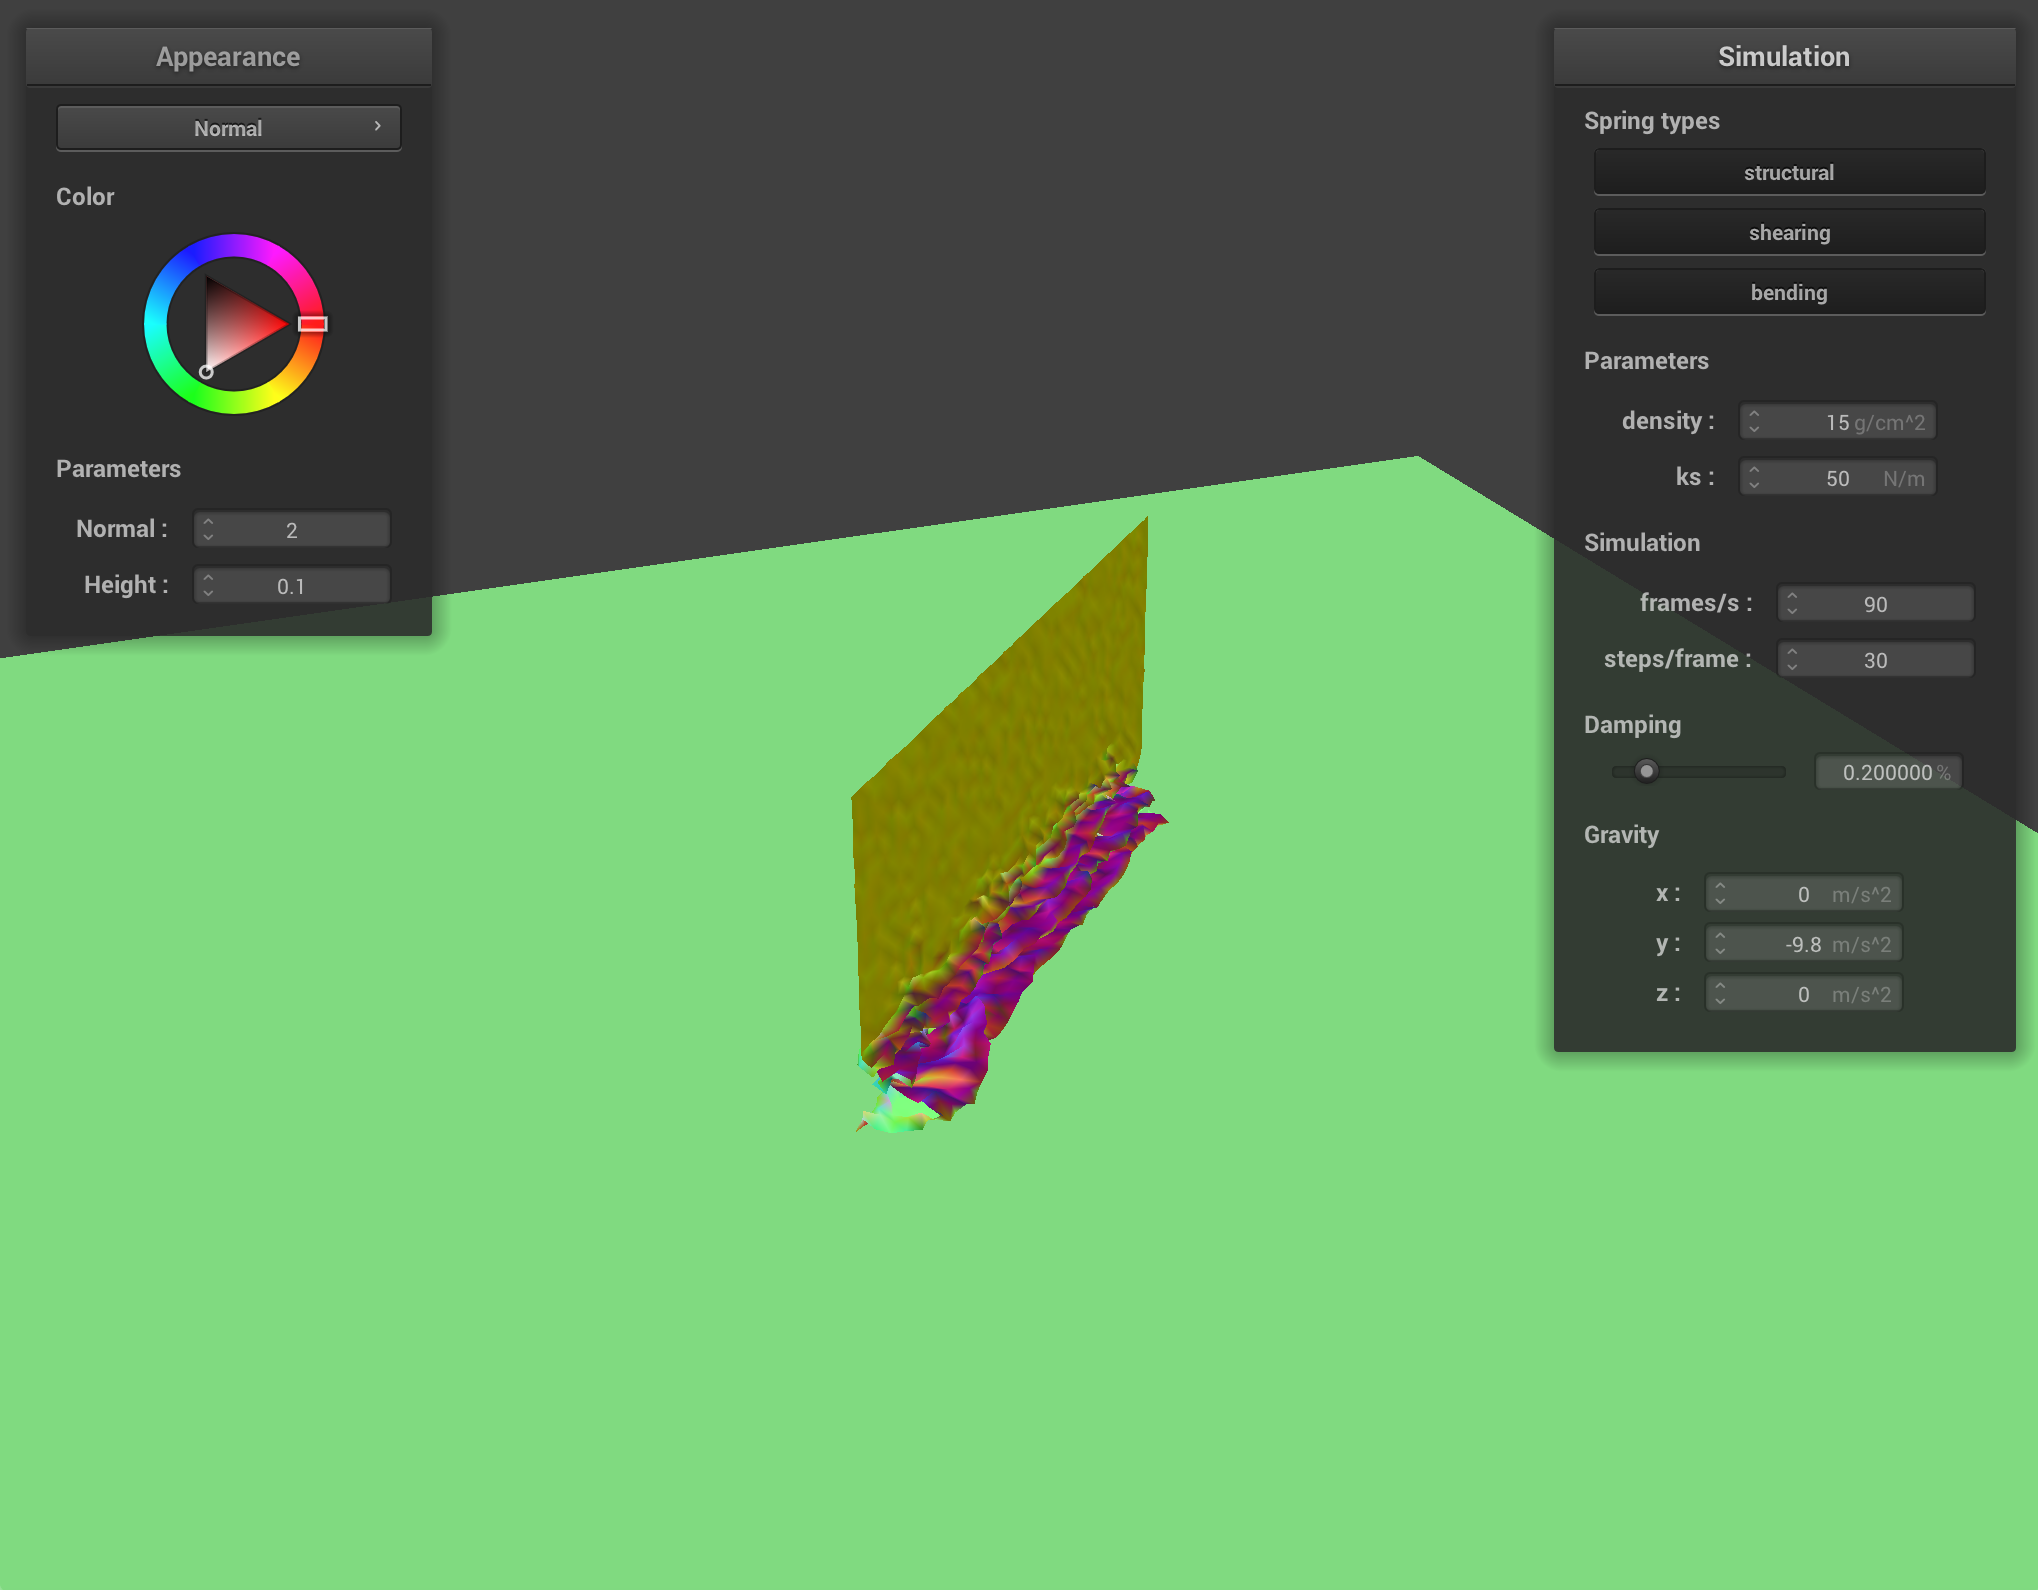 Appearance
Normal
Color
Parameters
Normal : 2
Height : 0.1
Simulation
Spring types
structural
shearing
bending
Parameters
density : 15 g/cm^2
ks : 50 N/m
Simulation
frames/s : 90
steps/frame : 30
Damping
0.200000 %
Gravity
x : 0 m/s^2
y : -9.8 m/s^2
z : 0 m/s^2